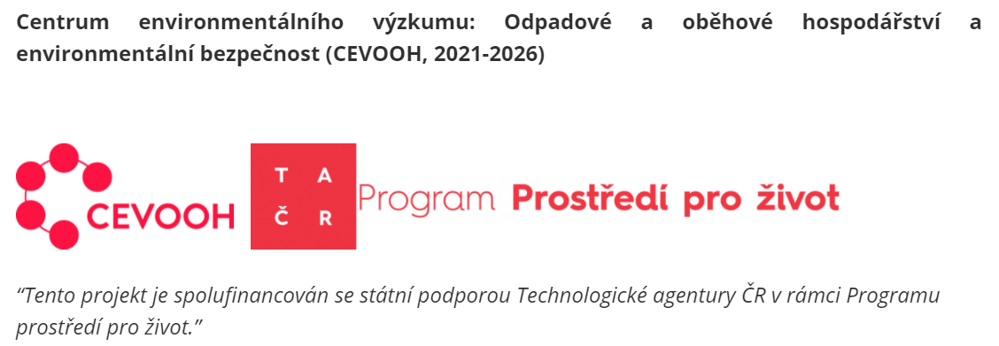 Centrum environmentálního výzkumu: Odpadové a oběhové hospodářství a
environmentální bezpečnost (CEVOOH, 2021-2026)
CEVOOH
T A
Č R
Program Prostředí pro život
“Tento projekt je spolufinancován se státní podporou Technologické agentury ČR v rámci Programu
prostředí pro život.”